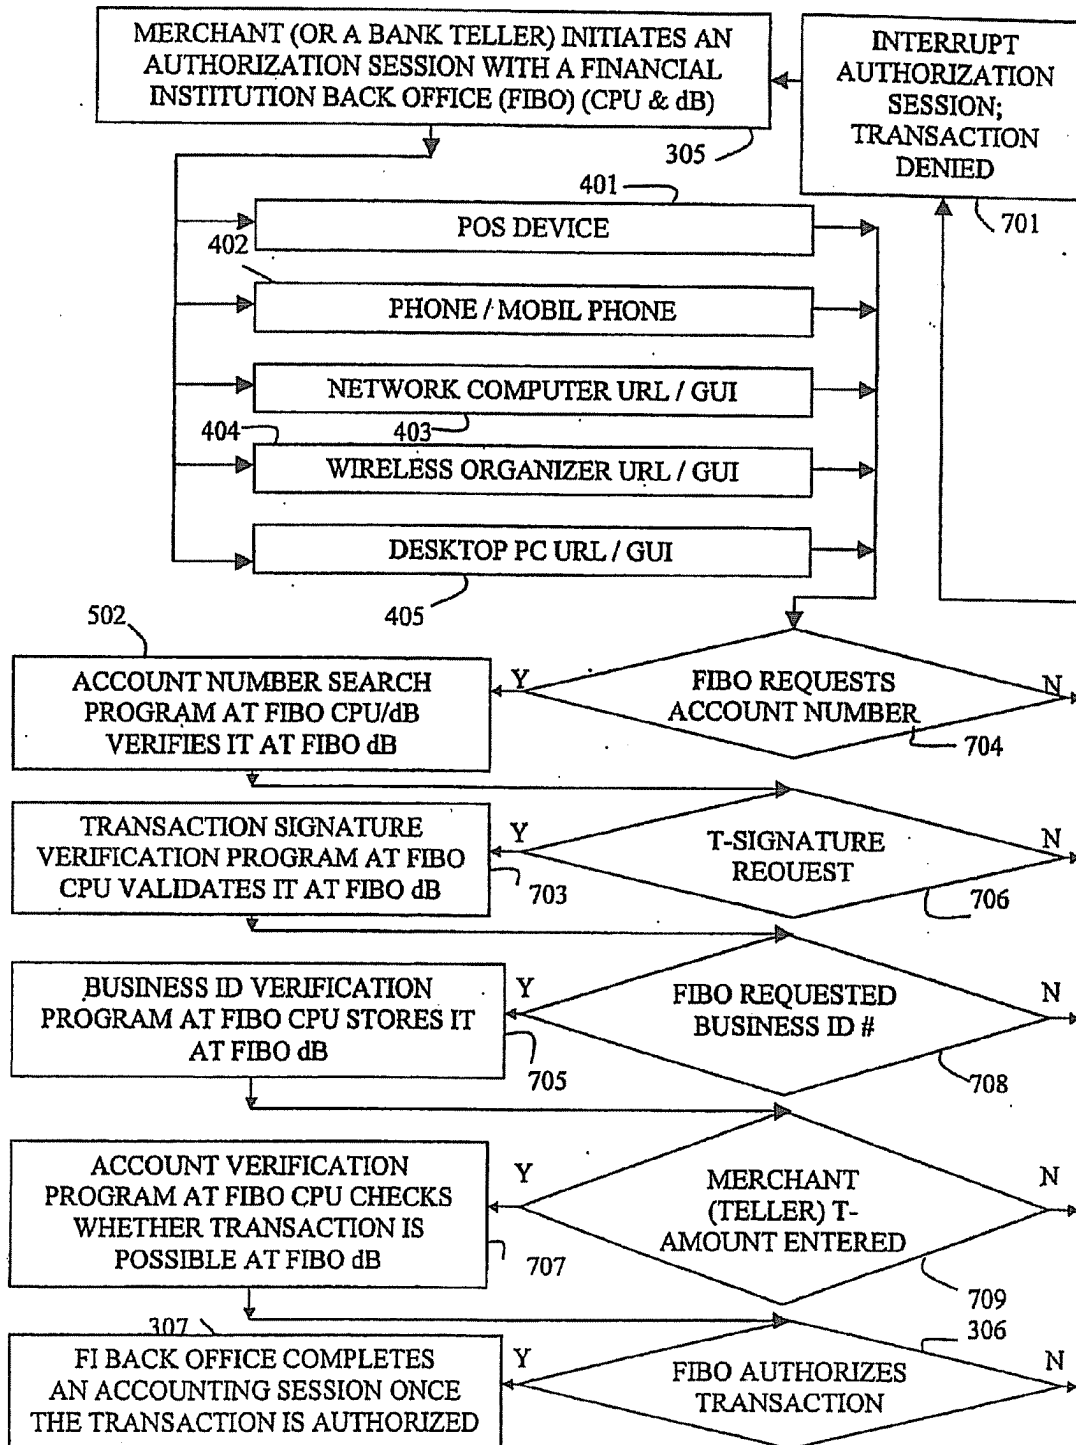 MERCHANT (OR A BANK TELLER) INITIATES AN
AUTHORIZATION SESSION WITH A FINANCIAL
INSTITUTION BACK OFFICE (FIBO) (CPU & dB)
305
INTERRUPT
AUTHORIZATION
SESSION;
TRANSACTION
DENIED
701
401
POS DEVICE
402
PHONE / MOBIL PHONE
NETWORK COMPUTER URL / GUI
403
404
WIRELESS ORGANIZER URL / GUI
DESKTOP PC URL / GUI
405
502
ACCOUNT NUMBER SEARCH
PROGRAM AT FIBO CPU/dB
VERIFIES IT AT FIBO dB
Y
FIBO REQUESTS
ACCOUNT NUMBER
N
704
TRANSACTION SIGNATURE
VERIFICATION PROGRAM AT FIBO
CPU VALIDATES IT AT FIBO dB
703
Y
T-SIGNATURE
REOUEST
N
706
BUSINESS ID VERIFICATION
PROGRAM AT FIBO CPU STORES IT
AT FIBO dB
705
Y
FIBO REQUESTED
BUSINESS ID #
N
708
ACCOUNT VERIFICATION
PROGRAM AT FIBO CPU CHECKS
WHETHER TRANSACTION IS
POSSIBLE AT FIBO dB
707
Y
MERCHANT
(TELLER) T-
AMOUNT ENTERED
N
709
307
FI BACK OFFICE COMPLETES
AN ACCOUNTING SESSION ONCE
THE TRANSACTION IS AUTHORIZED
Y
306
FIBO AUTHORIZES
TRANSACTION
N